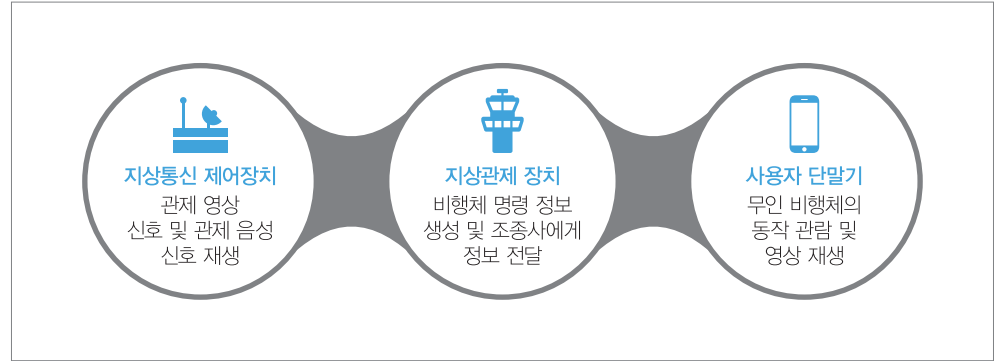 지상통신 제어장치
관제 영상
신호 및 관제 음성
신호 재생
지상관제 장치
비행체 명령 정보
생성 및 조종사에게
정보 전달
사용자 단말기
무인 비행체의
동작 관람 및
영상 재생